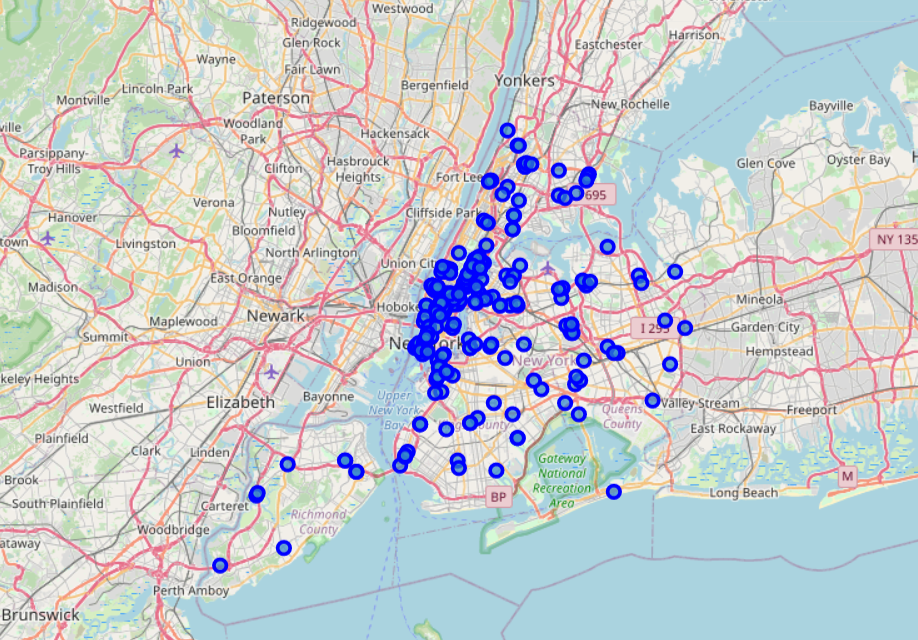 Westwood
Ridgewood
Glen Rock
Harrison
Eastchester
Wayne
Fair Lawn
Yonkers
Bergenfield
Lincoln Park
Paterson
Montville
New Rochelle
Bayville
Woodland
Park
ville
Hackensack
Parsippany-
Troy Hills
Hasbrouck
Heights
Clifton
Fort Lee
Glen Cove
Oyster Bay
695
Verona
Nutley
Cliffside Park
Hanover
Bloomfield
town
Livingston
North Arlington
NY 135
Union City
East Orange
Madison
Mineola
Maplewood
Newark
Hoboken
I 295
Garden City
Summit
New York
Hempstead
Union
New York
keley Heights
Bayonne
Elizabeth
Upper
New York
Bay
Queens
County
Valley Stream
Freeport
Westfield
East Rockaway
Plainfield
Clark
Linden
Gateway
National
Recreation
Area
Brook
M
BP
Long Beach
South Plainfield
Carteret
Richmond
County
Woodbridge
ataway
Perth Amboy
Brunswick